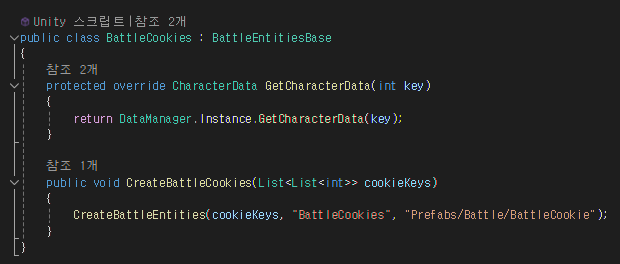 Unity 스크립트|참조 2개
public class BattleCookies : BattleEntitiesBase
{
참조 2개
protected override CharacterData GetCharacterData(int key)
{
return DataManager.Instance.GetCharacterData(key);
}
참조 1개
public void CreateBattleCookies(List<List<int>> cookieKeys)
{
CreateBattleEntities(cookieKeys, "BattleCookies", "Prefabs/Battle/BattleCookie");
}
}